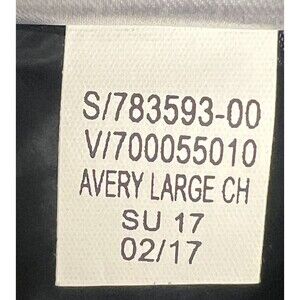 S/783593-00
V/700055010
AVERY LARGE CH
SU 17
02/17